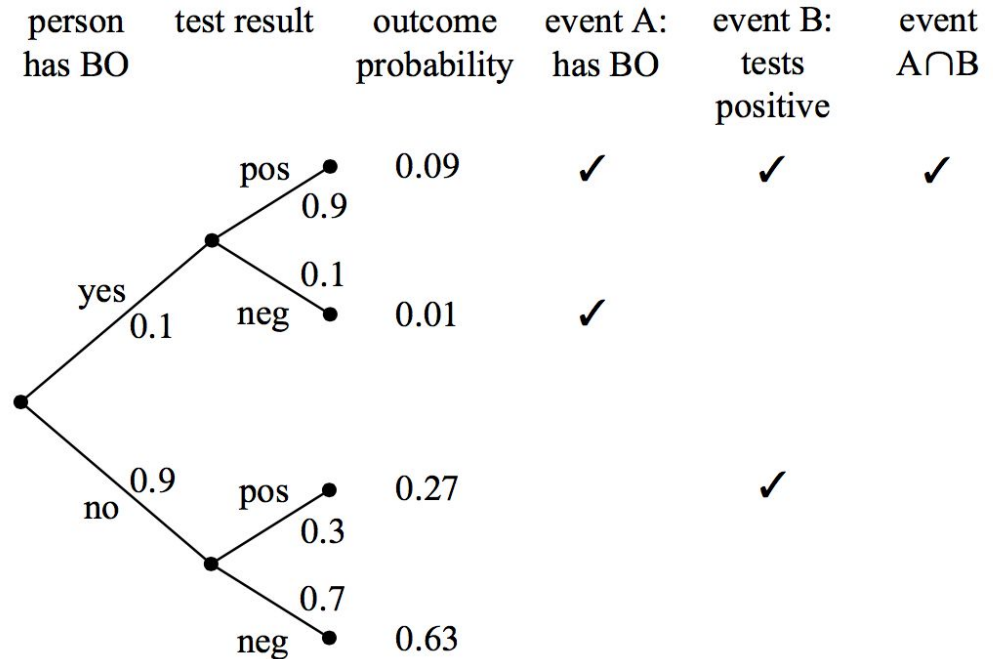 person test result outcome event A: event B: event
has BO probability has BO tests A∩B
positive
pos 0.09 ✓ ✓ ✓
0.9
yes 0.1
neg 0.01 ✓
0.1
0.9 pos 0.27 ✓
no 0.3
0.7
neg 0.63